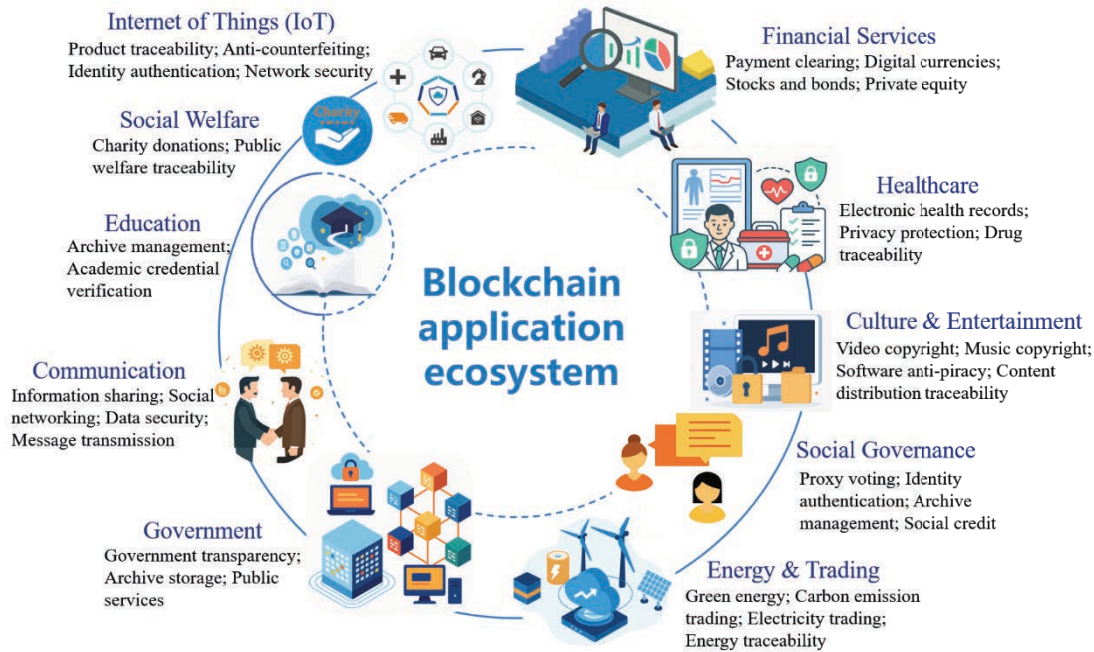 Internet of Things (IoT)
Product traceability; Anti-counterfeiting;
Identity authentication; Network security
Financial Services
Payment clearing; Digital currencies;
Stocks and bonds; Private equity
Social Welfare
Charity donations; Public
welfare traceability
Charity
Healthcare
Electronic health records;
Privacy protection; Drug
traceability
Education
Archive management;
Academic credential
verification
Blockchain
application
ecosystem
Culture & Entertainment
Video copyright; Music copyright;
Software anti-piracy; Content
distribution traceability
Communication
Information sharing; Social
networking; Data security;
Message transmission
Social Governance
Proxy voting; Identity
authentication; Archive
management; Social credit
Government
Government transparency;
Archive storage; Public
services
Energy & Trading
Green energy; Carbon emission
trading; Electricity trading;
Energy traceability